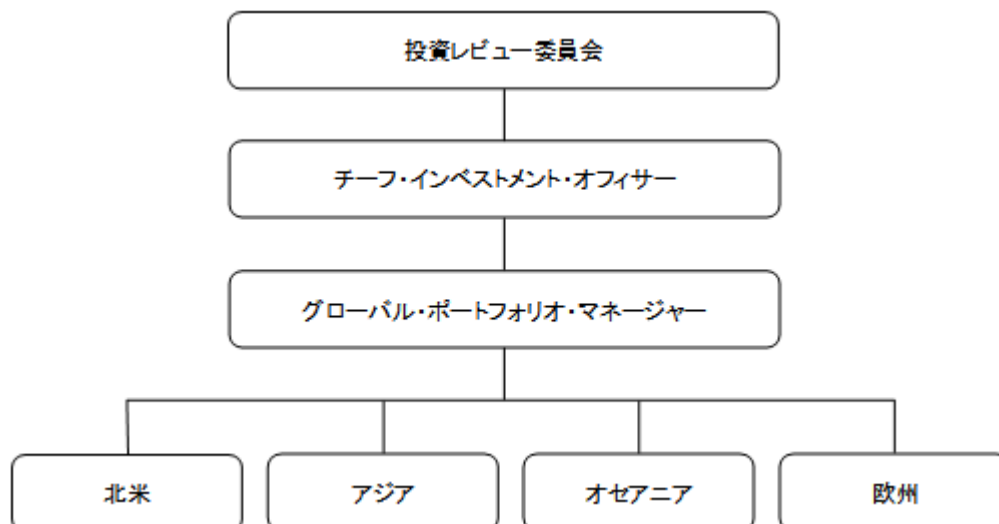 投資レビュー委員会
チーフ・インベストメント・オフィサー
グローバル・ポートフォリオ・マネージャー
北米
アジア
オセアニア
欧州